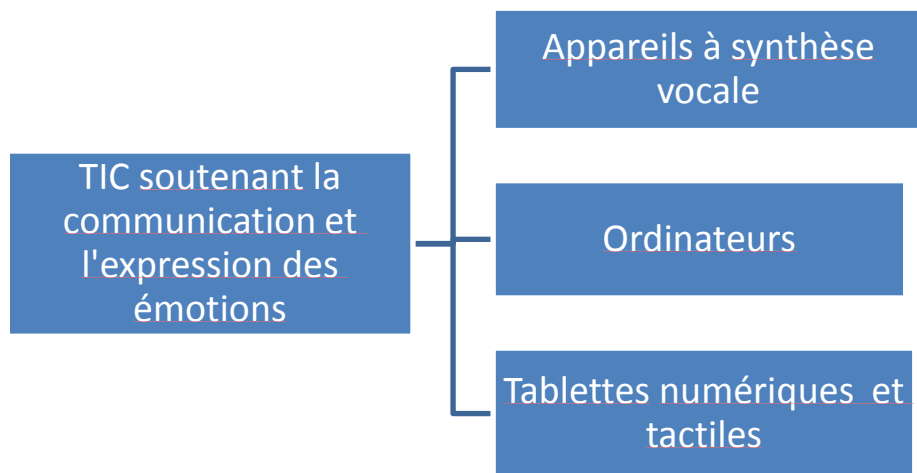 TIC soutenant la
communication et
l'expression des
émotions
Appareils à synthèse
vocale
Ordinateurs
Tablettes numériques et
tactiles